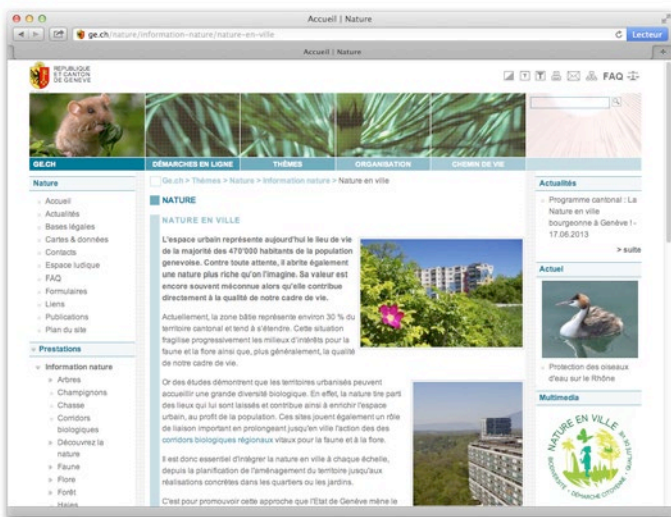 Accueil | Nature
ge.ch/nature/information-nature/nature-en-ville
Lecteur
Accueil | Nature
REPUBLIQUE
ET CANTON
DE GENEVE
FAQ
GE.CH
DÉMARCHES EN LIGNE
THÈMES
ORGANISATION
CHEMIN DE VIE
Nature
Accueil
Actualités
Bases légales
Cartes & données
Contacts
Espace ludique
FAQ
Formulaires
Liens
Publications
Plan du site
Prestations
Information nature
Arbres
Champignons
Chasse
Corridors
biologiques
Découvrez la
nature
Faune
Flore
Forêt
Haies
Ge.ch > Thèmes > Nature > Information nature > Nature en ville
NATURE
NATURE EN VILLE
L'espace urbain représente aujourd'hui le lieu de vie
de la majorité des 470'000 habitants de la population
genevoise. Contre toute attente, il abrite également
une nature plus riche qu'on l'imagine. Sa valeur est
encore souvent méconnue alors qu'elle contribue
directement à la qualité de notre cadre de vie.
Actuellement, la zone bâtie représente environ 30 % du
territoire cantonal et tend à s'étendre. Cette situation
fragilise progressivement les milieux d'intérêts pour la
faune et la flore ainsi que, plus généralement, la qualité
de notre cadre de vie.
Or des études démontrent que les territoires urbanisés peuvent
accueillir une grande diversité biologique. En effet, la nature tire parti
des lieux qui lui sont laissés et contribue ainsi à enrichir l'espace
urbain, au profit de la population. Ces sites jouent également un rôle
de liaison important en prolongeant jusqu'en ville l'action des des
corridors biologiques régionaux vitaux pour la faune et à la flore.
Il est donc essentiel d'intégrer la nature en ville à chaque échelle,
depuis la planification de l'aménagement du territoire jusqu'aux
réalisations concrètes dans les quartiers ou les jardins.
C'est pour promouvoir cette approche que l'Etat de Genève mène le
Actualités
Programme cantonal : La
Nature en ville
bourgeonne à Genève ! -
17.06.2013
> suite
Actuel
Protection des oiseaux
d'eau sur le Rhône
Multimedia
NATURE EN VILLE
BIODIVERSITÉ • DÉMARCHE CITOYENNE •